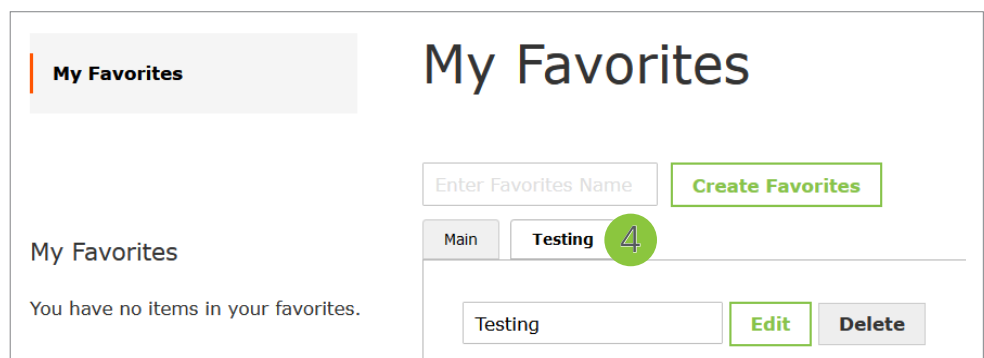 My Favorites
My Favorites
Enter Favorites Name
Create Favorites
Main
Testing
4
My Favorites
You have no items in your favorites.
Testing
Edit
Delete